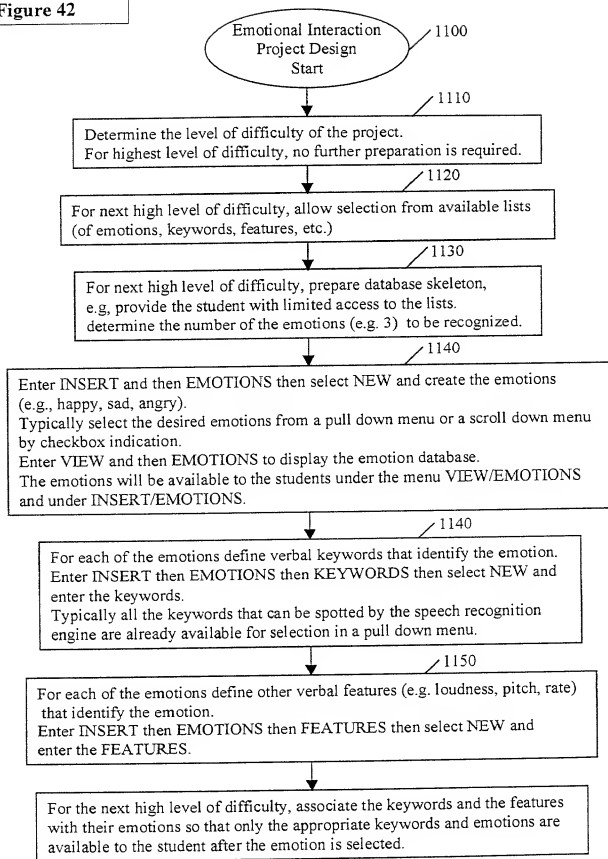 Figure 42
Emotional Interaction
Project Design
Start
1100
1110
Determine the level of difficulty of the project.
For highest level of difficulty, no further preparation is required.
1120
For next high level of difficulty, allow selection from available lists
(of emotions, keywords, features, etc.)
1130
For next high level of difficulty, prepare database skeleton,
e.g, provide the student with limited access to the lists.
determine the number of the emotions (e.g. 3) to be recognized.
1140
Enter INSERT and then EMOTIONS then select NEW and create the emotions
(e.g., happy, sad, angry).
Typically select the desired emotions from a pull down menu or a scroll down menu
by checkbox indication.
Enter VIEW and then EMOTIONS to display the emotion database.
The emotions will be available to the students under the menu VIEW/EMOTIONS
and under INSERT/EMOTIONS.
1140
For each of the emotions define verbal keywords that identify the emotion.
Enter INSERT then EMOTIONS then KEYWORDS then select NEW and
enter the keywords.
Typically all the keywords that can be spotted by the speech recognition
engine are already available for selection in a pull down menu.
1150
For each of the emotions define other verbal features (e.g. loudness, pitch, rate)
that identify the emotion.
Enter INSERT then EMOTIONS then FEATURES then select NEW and
enter the FEATURES.
For the next high level of difficulty, associate the keywords and the features
with their emotions so that only the appropriate keywords and emotions are
available to the student after the emotion is selected.